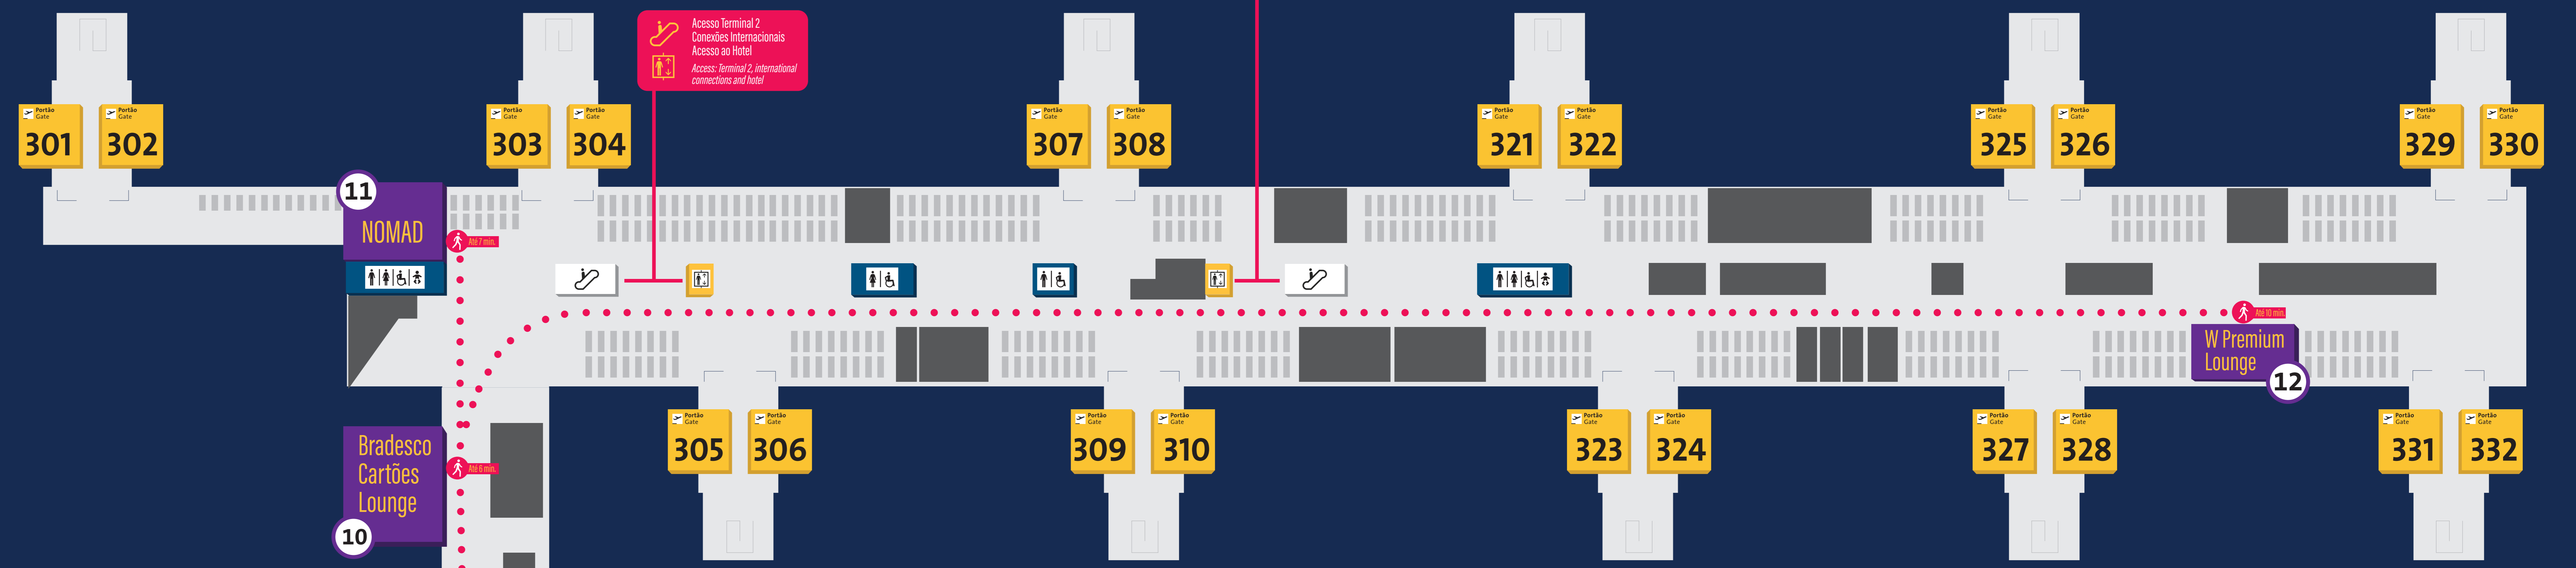 Acesso Terminal 2
Conexões Internacionais
Acesso ao Hotel
Access: Terminal 2, international
connections and hotel
Portão
Gate
301
Portão
Gate
302
Portão
Gate
303
Portão
Gate
304
Portão
Gate
307
Portão
Gate
308
Portão
Gate
321
Portão
Gate
322
Portão
Gate
325
Portão
Gate
326
Portão
Gate
329
Portão
Gate
330
11
NOMAD
Até 7 min.
Até 10 min.
W Premium
Lounge
12
Portão
Gate
305
Portão
Gate
306
Portão
Gate
309
Portão
Gate
310
Portão
Gate
323
Portão
Gate
324
Portão
Gate
327
Portão
Gate
328
Portão
Gate
331
Portão
Gate
332
Bradesco
Cartões
Lounge
10
Até 6 min.